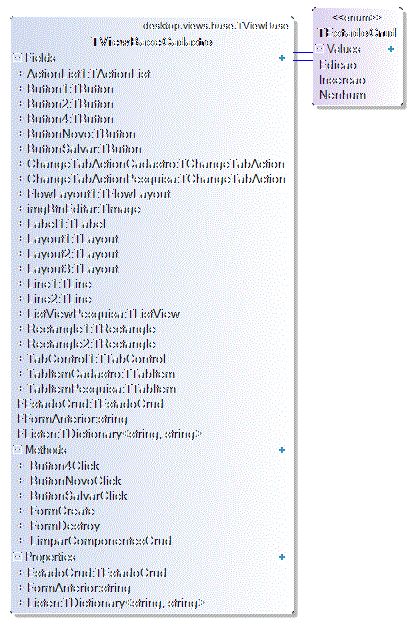 desktop.views.base.TViewBase
TViewBaseCadastro
Fields
ActionList1:TActionList
Button1:TButton
Button2:TButton
Button4:TButton
ButtonNovo:TButton
ButtonSalvar:TButton
ChangeTabActionCadastro:TChangeTabAction
ChangeTabActionPesquisa:TChangeTabAction
FlowLayout1:TFlowLayout
imgBtnEditar:TImage
Label1:TLabel
Layout1:TLayout
Layout2:TLayout
Layout3:TLayout
Line1:TLine
Line2:TLine
ListViewPesquisa:TListView
Rectangle1:TRectangle
Rectangle2:TRectangle
TabControl1:TTabControl
TabItemCadastro:TTabItem
TabItemPesquisa:TTabItem
FEstadoCrud:TEstadoCrud
FFormAnterior:string
FListen:TDictionary<string, string>
Methods
Button4Click
ButtonNovoClick
ButtonSalvarClick
FormCreate
FormDestroy
LimparComponentesCrud
Properties
EstadoCrud:TEstadoCrud
FormAnterior:string
Listen:TDictionary<string, string>
<<enum>>
TEstadoCrud
Values
Edicao
Insercao
Nenhum